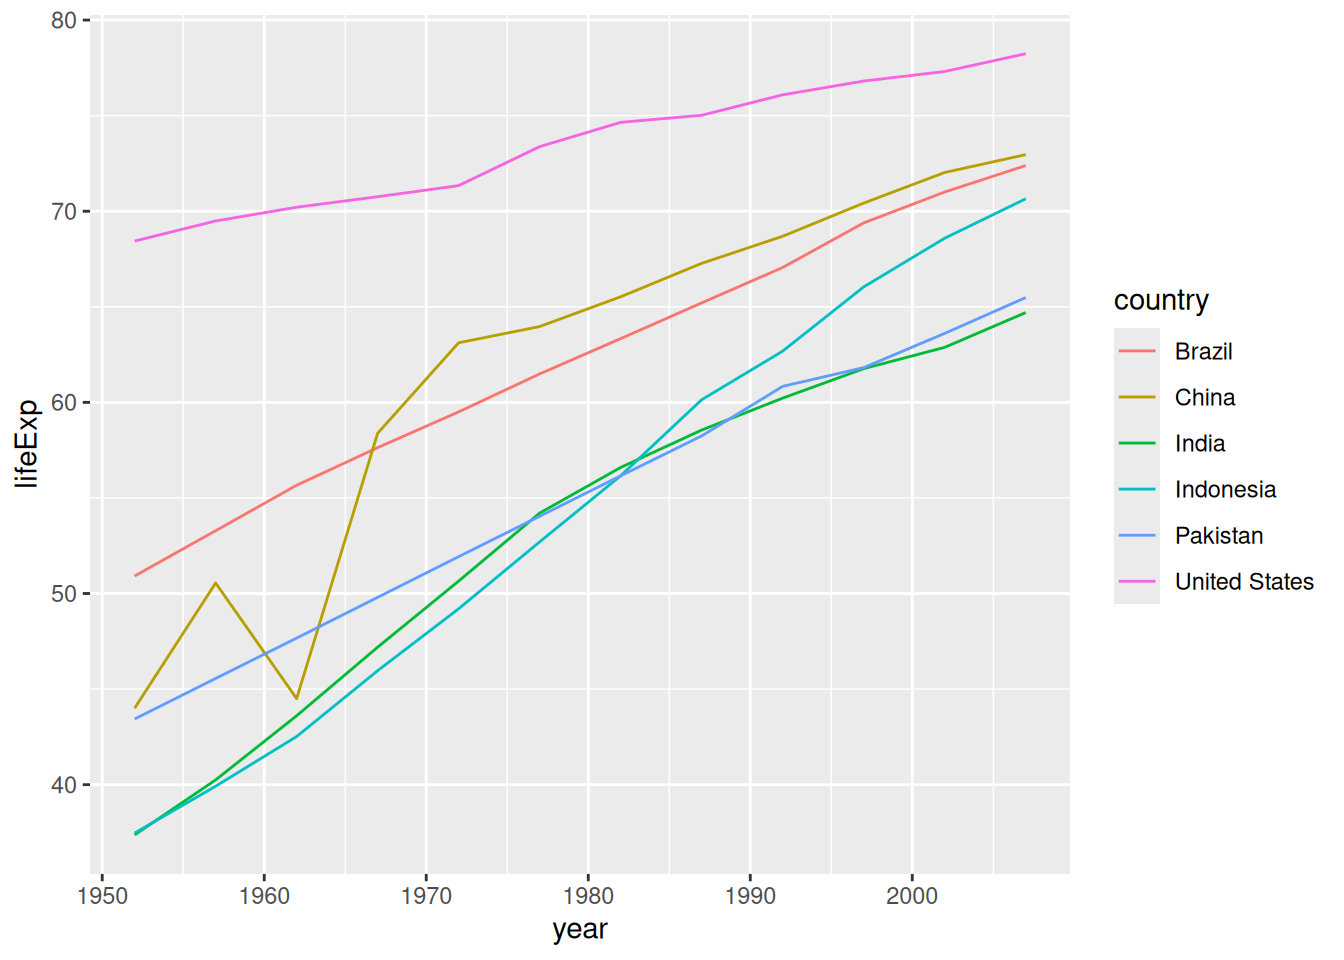 80
70
60
50
40
lifeExp
1950 1960 1970 1980 1990 2000
year
country
Brazil
China
India
Indonesia
Pakistan
United States